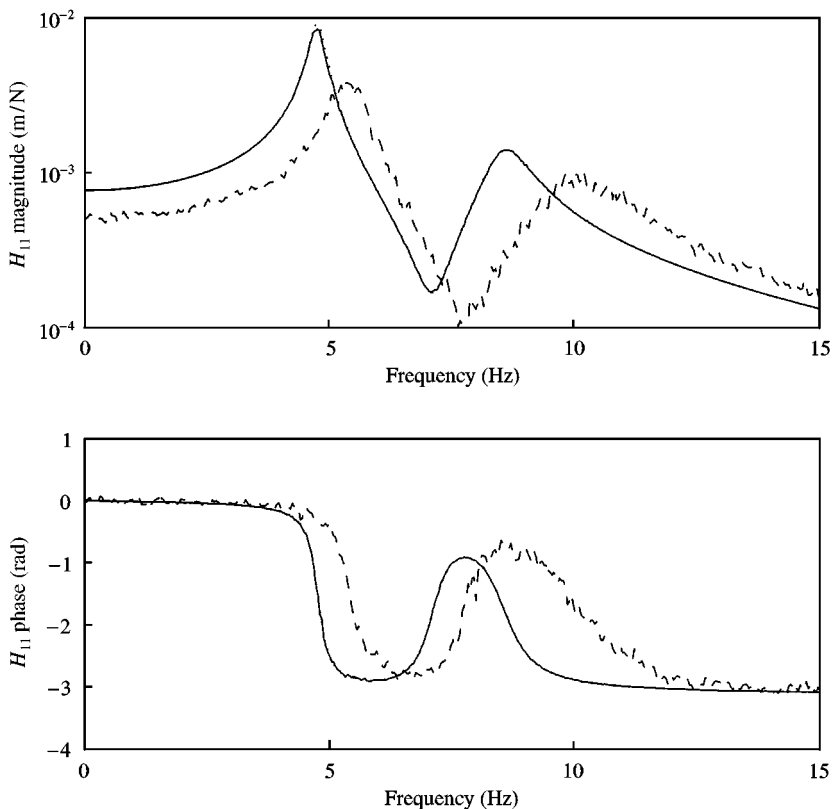 10⁻²
10⁻³
10⁻⁴
H₁₁ magnitude (m/N)
0 5 10 15
Frequency (Hz)
1
0
−1
−2
−3
−4
H₁₁ phase (rad)
0 5 10 15
Frequency (Hz)